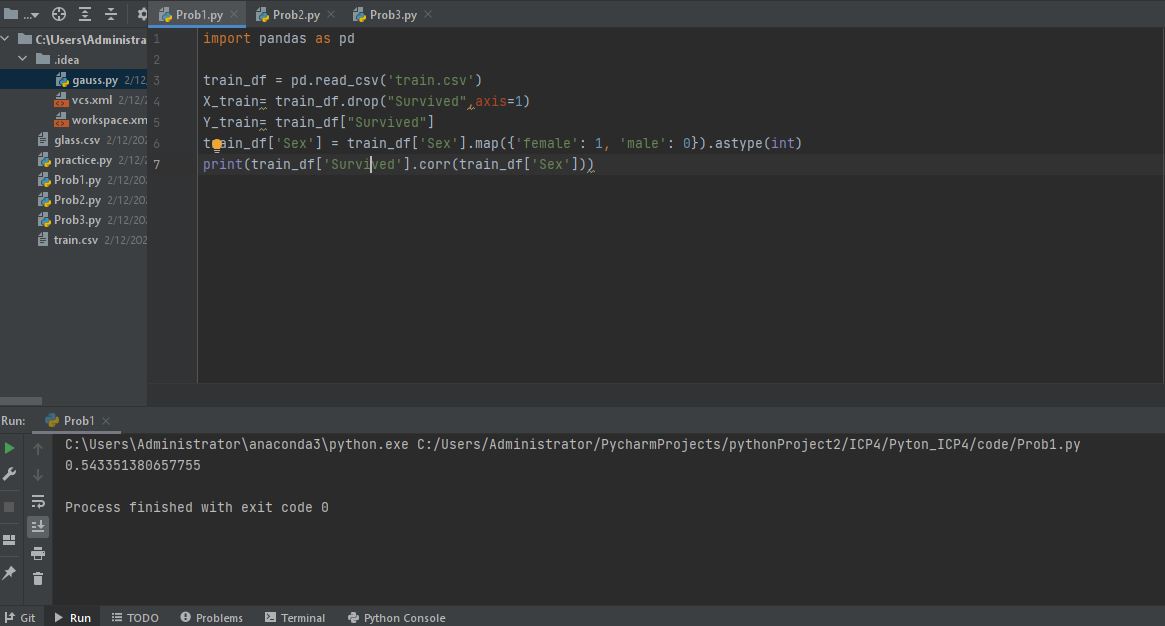 ...
Prob1.py
Prob2.py
Prob3.py
C:\Users\Administra
.idea
gauss.py 2/12
vcs.xml 2/12/2
workspace.xm
glass.csv 2/12/202
practice.py 2/12/
Prob1.py 2/12/20
Prob2.py 2/12/20
Prob3.py 2/12/20
train.csv 2/12/202
1 import pandas as pd
2
3 train_df = pd.read_csv('train.csv')
4 X_train= train_df.drop("Survived",axis=1)
5 Y_train= train_df["Survived"]
6 train_df['Sex'] = train_df['Sex'].map({'female': 1, 'male': 0}).astype(int)
7 print(train_df['Survived'].corr(train_df['Sex']))
Run: Prob1
C:\Users\Administrator\anaconda3\python.exe C:/Users/Administrator/PycharmProjects/pythonProject2/ICP4/Pyton_ICP4/code/Prob1.py
0.543351380657755
Process finished with exit code 0
Git Run TODO Problems Terminal Python Console